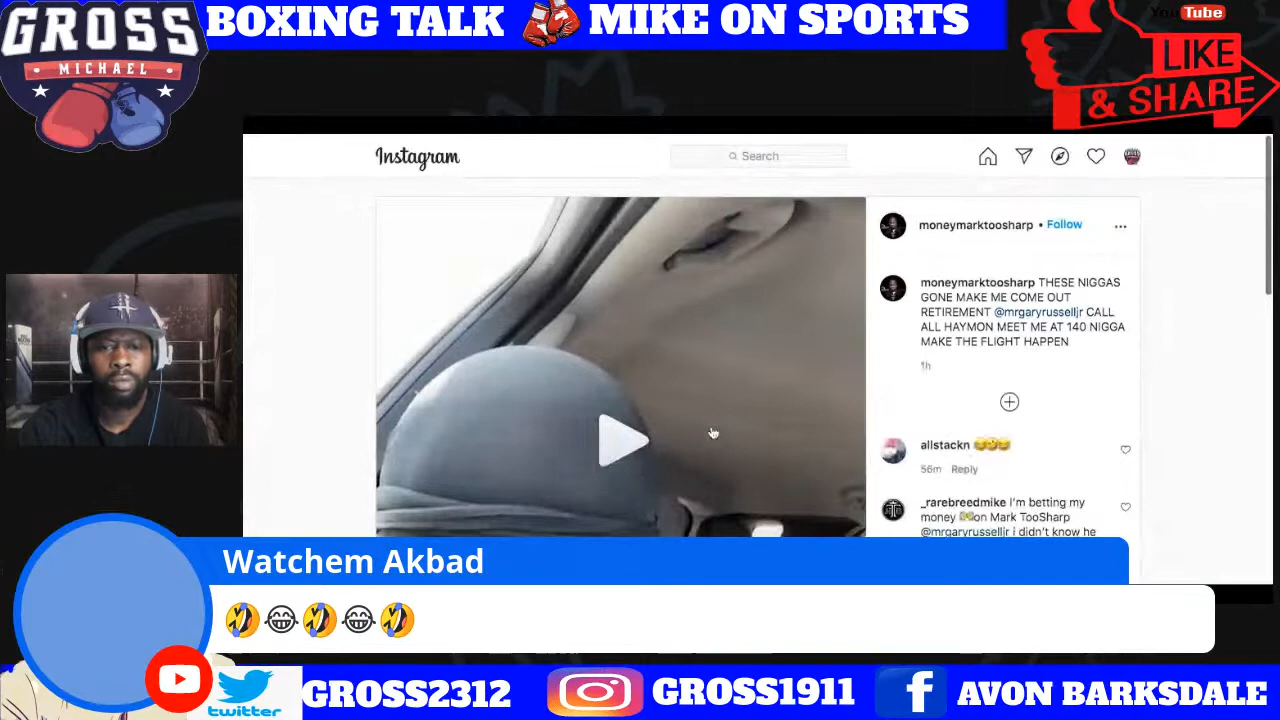 GROSS
MICHAEL
BOXING TALK
MIKE ON SPORTS
YouTube
LIKE
& SHARE
Instagram
Search
moneymarktoosharp • Follow
moneymarktoosharp THESE NIGGAS
GONE MAKE ME COME OUT
RETIREMENT @mrgaryrusselljr CALL
ALL HAYMON MEET ME AT 140 NIGGA
MAKE THE FLIGHT HAPPEN
1h
allstackn 😂🤣😂
56m Reply
_rarebreedmike I'm betting my
money 💵on Mark TooSharp
@mrgaryrusselljr i didn't know he
Watchem Akbad
🤣😂🤣😂🤣
twitter
GROSS2312
GROSS1911
AVON BARKSDALE